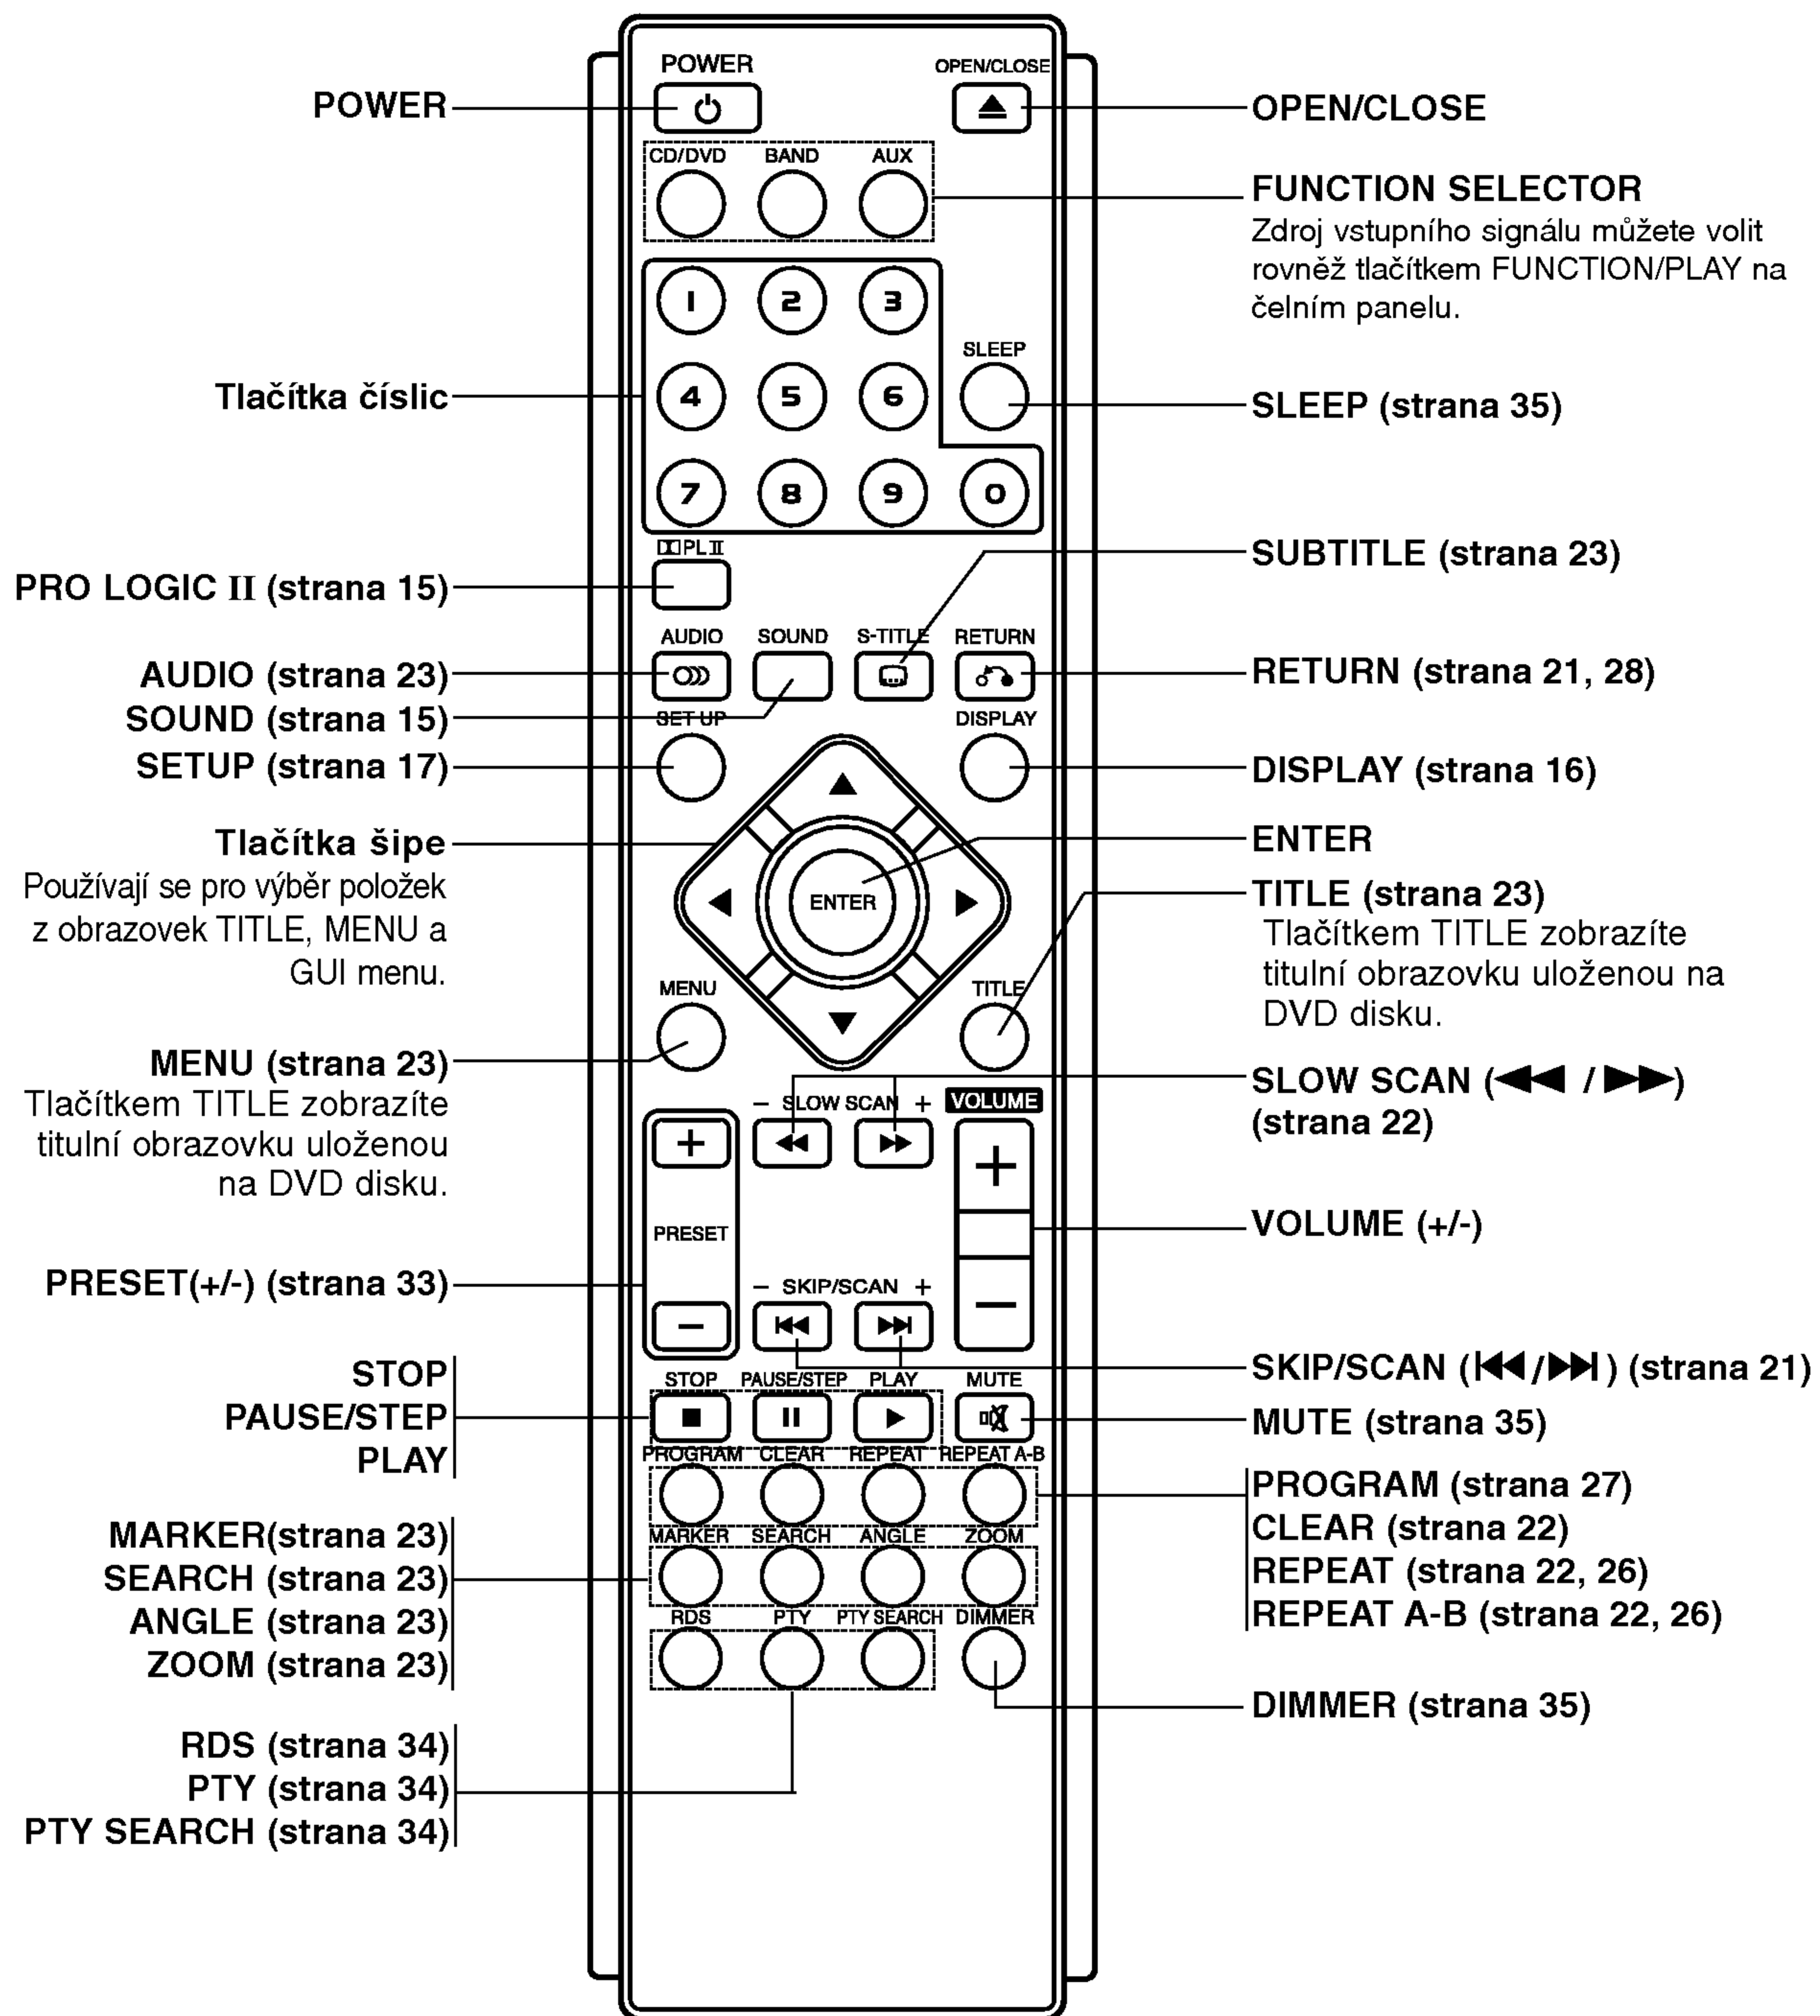 POWER
OPEN/CLOSE
POWER
OPEN/CLOSE
CD/DVD BAND AUX
FUNCTION SELECTOR
Zdroj vstupního signálu můžete volit
rovněž tlačítkem FUNCTION/PLAY na
čelním panelu.
1 2 3
SLEEP
Tlačítka číslic
4 5 6
SLEEP (strana 35)
7 8 9 0
PL II
SUBTITLE (strana 23)
PRO LOGIC II (strana 15)
AUDIO SOUND S-TITLE RETURN
AUDIO (strana 23)
RETURN (strana 21, 28)
SOUND (strana 15)
SET UP DISPLAY
SETUP (strana 17)
DISPLAY (strana 16)
Tlačítka šipe
Používají se pro výběr položek
z obrazovek TITLE, MENU a
GUI menu.
ENTER
ENTER
TITLE (strana 23)
Tlačítkem TITLE zobrazíte
titulní obrazovku uloženou na
DVD disku.
MENU TITLE
MENU (strana 23)
Tlačítkem TITLE zobrazíte
titulní obrazovku uloženou
na DVD disku.
SLOW SCAN (◀◀ / ▶▶)
(strana 22)
– SLOW SCAN + VOLUME
+ +
PRESET
VOLUME (+/-)
PRESET(+/-) (strana 33)
– SKIP/SCAN +
– –
SKIP/SCAN (|◀◀/▶▶|) (strana 21)
STOP
PAUSE/STEP
PLAY
STOP PAUSE/STEP PLAY MUTE
MUTE (strana 35)
PROGRAM CLEAR REPEAT REPEAT A-B
PROGRAM (strana 27)
CLEAR (strana 22)
REPEAT (strana 22, 26)
REPEAT A-B (strana 22, 26)
MARKER(strana 23)
SEARCH (strana 23)
ANGLE (strana 23)
ZOOM (strana 23)
MARKER SEARCH ANGLE ZOOM
RDS PTY PTY SEARCH DIMMER
DIMMER (strana 35)
RDS (strana 34)
PTY (strana 34)
PTY SEARCH (strana 34)